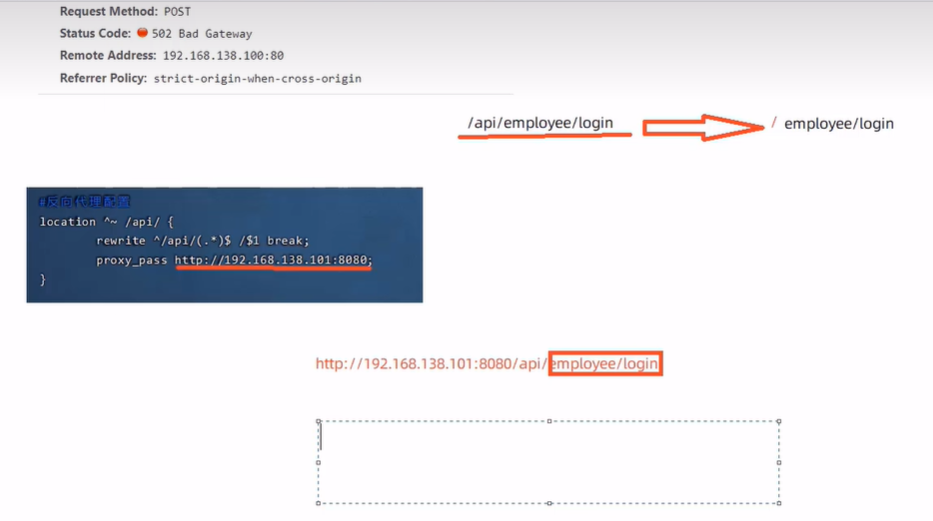 Request Method: POST
Status Code: 502 Bad Gateway
Remote Address: 192.168.138.100:80
Referrer Policy: strict-origin-when-cross-origin
/api/employee/login / employee/login
#反向代理配置
location ^~ /api/ {
rewrite ^/api/(.*)$ /$1 break;
proxy_pass http://192.168.138.101:8080;
}
http://192.168.138.101:8080/api/employee/login